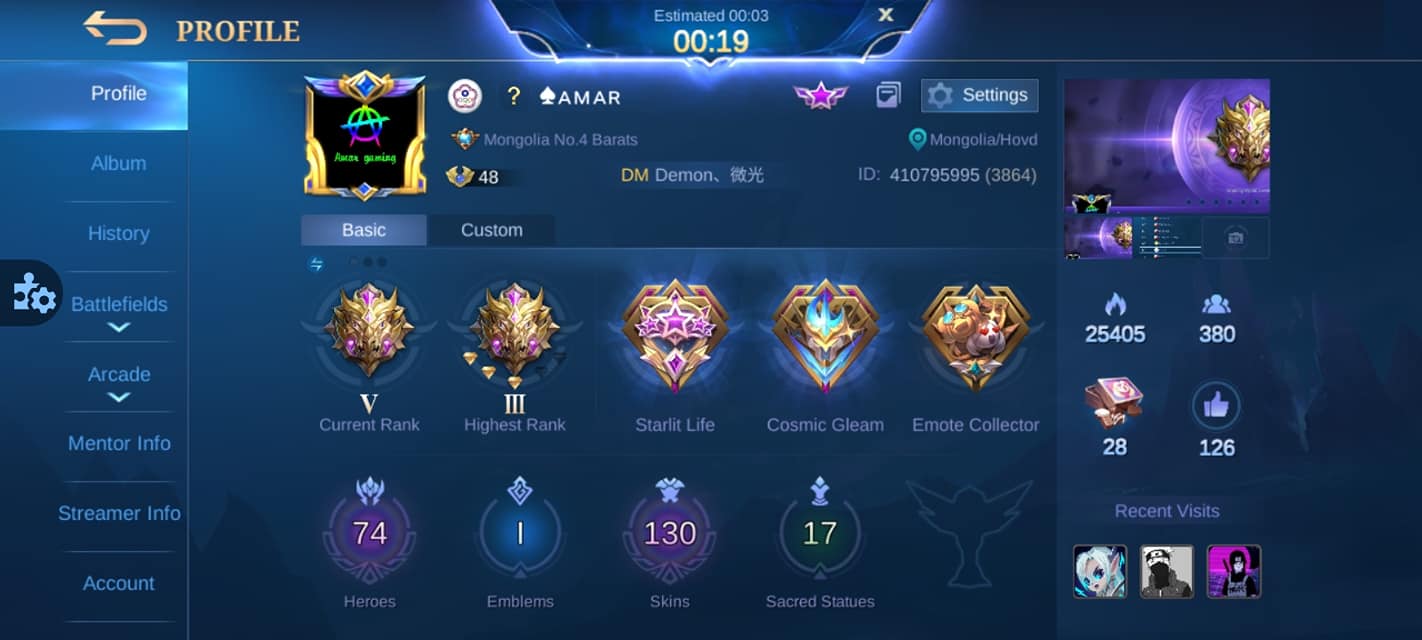 PROFILE
Estimated 00:03
00:19
X
Profile
Album
History
Battlefields
Arcade
Mentor Info
Streamer Info
Account
Amar gaming
? ♠AMAR
Settings
Mongolia No.4 Barats
Mongolia/Hovd
48
DM Demon、微光
ID: 410795995 (3864)
Basic
Custom
V
Current Rank
III
Highest Rank
Starlit Life
Cosmic Gleam
Emote Collector
74
Heroes
I
Emblems
130
Skins
17
Sacred Statues
25405
380
28
126
Recent Visits